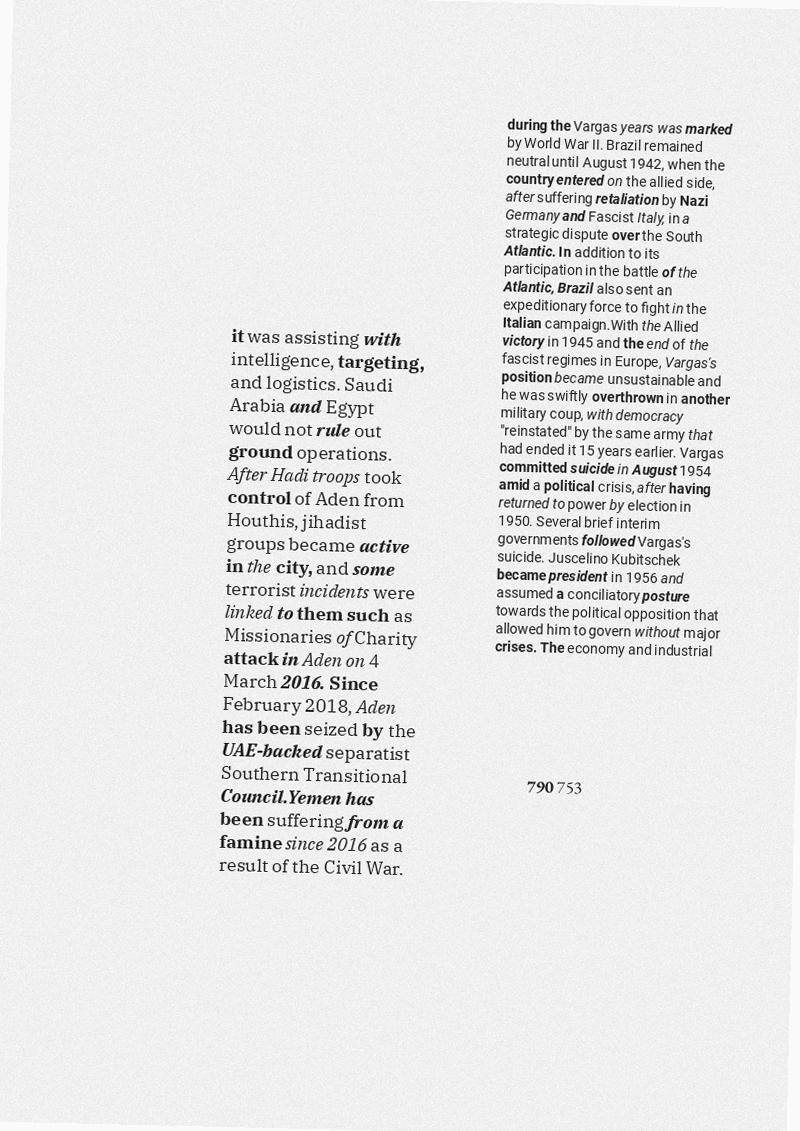 it was assisting with
intelligence, targeting,
and logistics. Saudi
Arabia and Egypt
would not rule out
ground operations.
After Hadi troops took
control of Aden from
Houthis, jihadist
groups became active
in the city, and some
terrorist incidents were
linked to them such as
Missionaries of Charity
attack in Aden on 4
March 2016. Since
February 2018, Aden
has been seized by the
UAE-backed separatist
Southern Transitional
Council.Yemen has
been suffering from a
famine since 2016 as a
result of the Civil War.
during the Vargas years was marked
by World War II. Brazil remained
neutral until August 1942, when the
country entered on the allied side,
after suffering retaliation by Nazi
Germany and Fascist Italy, in a
strategic dispute over the South
Atlantic. In addition to its
participation in the battle of the
Atlantic, Brazil also sent an
expeditionary force to fight in the
Italian campaign.With the Allied
victory in 1945 and the end of the
fascist regimes in Europe, Vargas's
position became unsustainable and
he was swiftly overthrown in another
military coup, with democracy
"reinstated" by the same army that
had ended it 15 years earlier. Vargas
committed suicide in August 1954
amid a political crisis, after having
returned to power by election in
1950. Several brief interim
governments followed Vargas's
suicide. Juscelino Kubitschek
became president in 1956 and
assumed a conciliatory posture
towards the political opposition that
allowed him to govern without major
crises. The economy and industrial
790 753